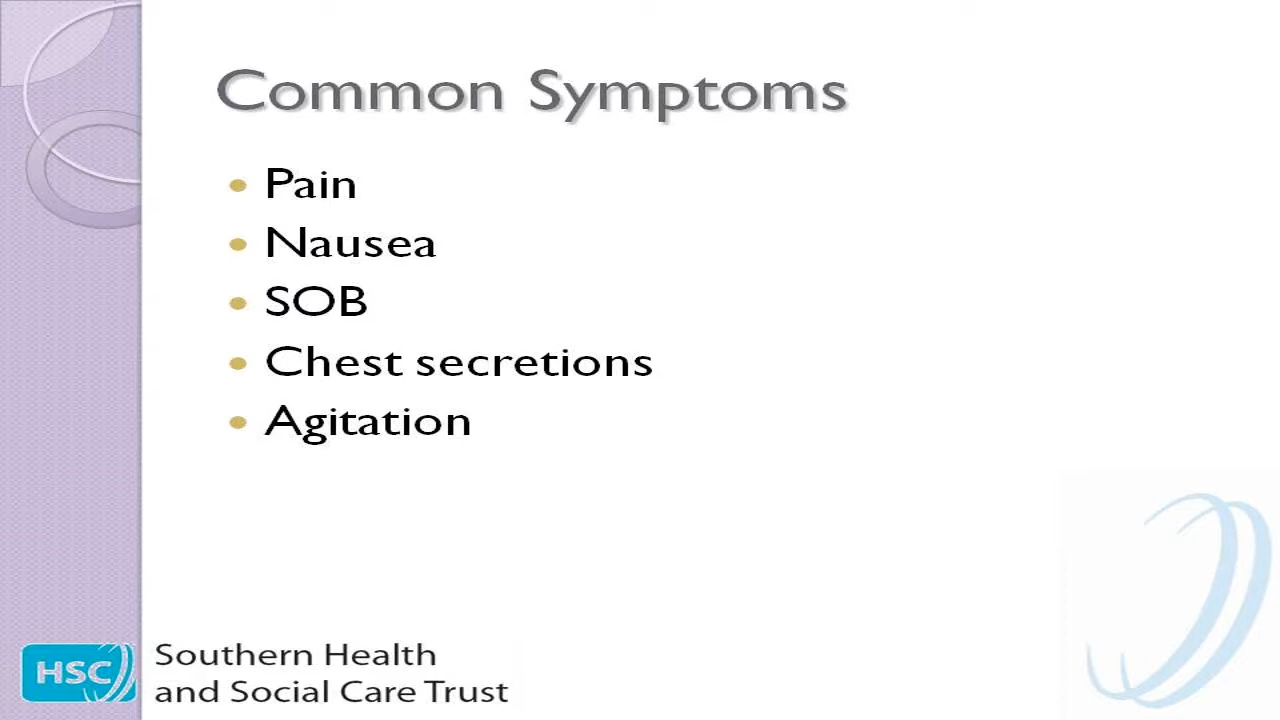 Common Symptoms
Pain
Nausea
SOB
Chest secretions
Agitation
HSC
Southern Health
and Social Care Trust